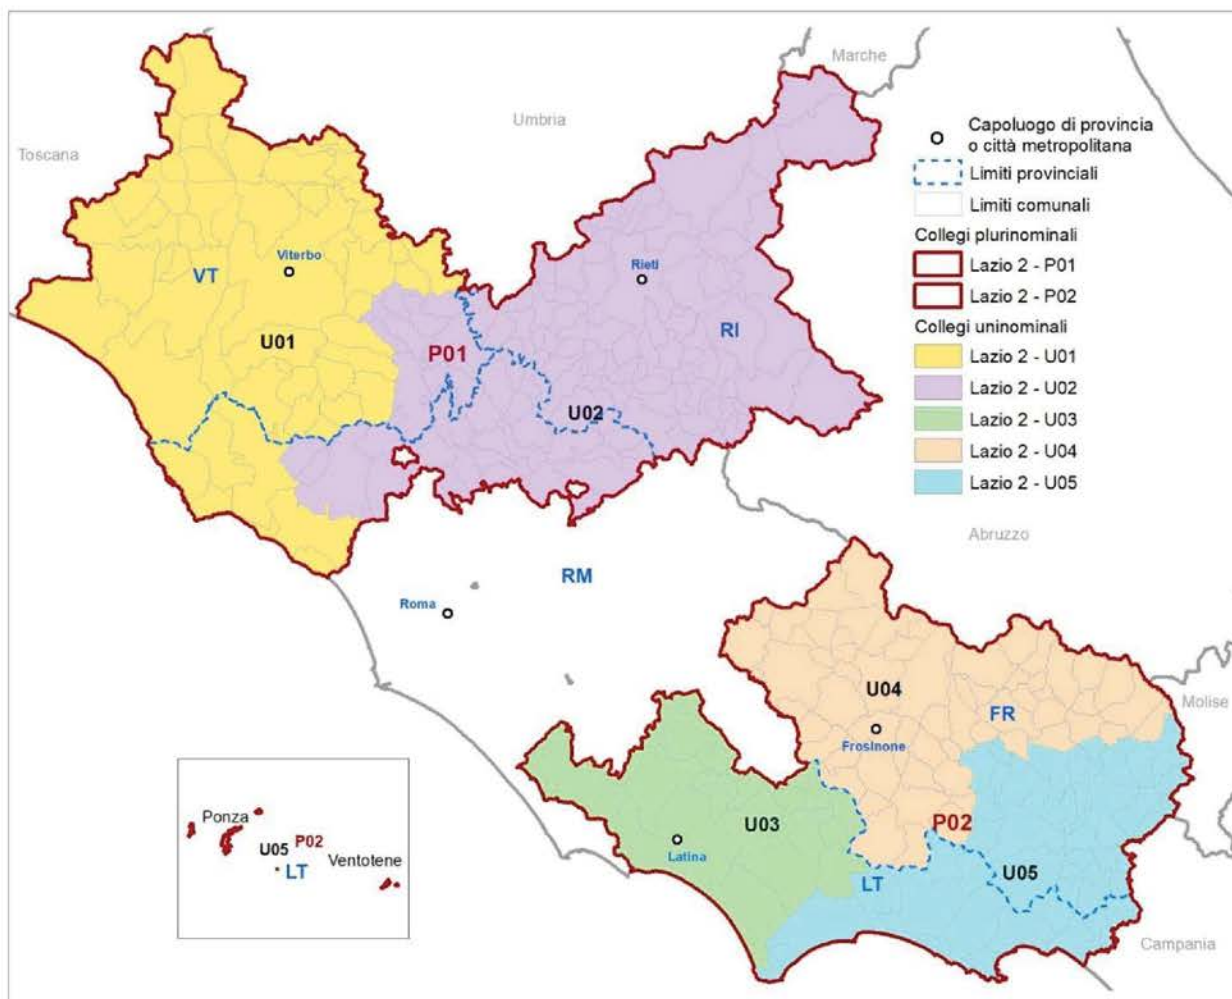 Marche
Umbria
Toscana
Capoluogo di provincia
o città metropolitana
Limiti provinciali
Limiti comunali
Collegi plurinominali
Lazio 2 - P01
Lazio 2 - P02
Collegi uninominali
Lazio 2 - U01
Lazio 2 - U02
Lazio 2 - U03
Lazio 2 - U04
Lazio 2 - U05
Viterbo
VT
Rieti
RI
U01
P01
U02
Abruzzo
RM
Roma
U04
FR
Frosinone
Molise
U03
P02
Latina
LT
U05
Campania
Ponza
U05
P02
LT
Ventotene